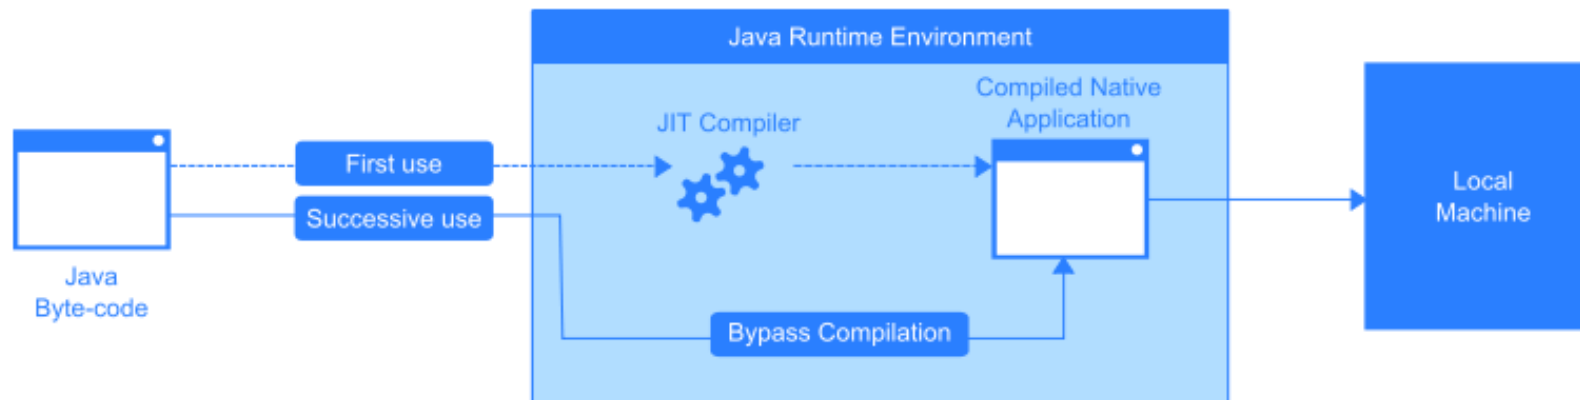 Java Runtime Environment
Compiled Native
Application
JIT Compiler
First use
Successive use
Local
Machine
Java
Byte-code
Bypass Compilation